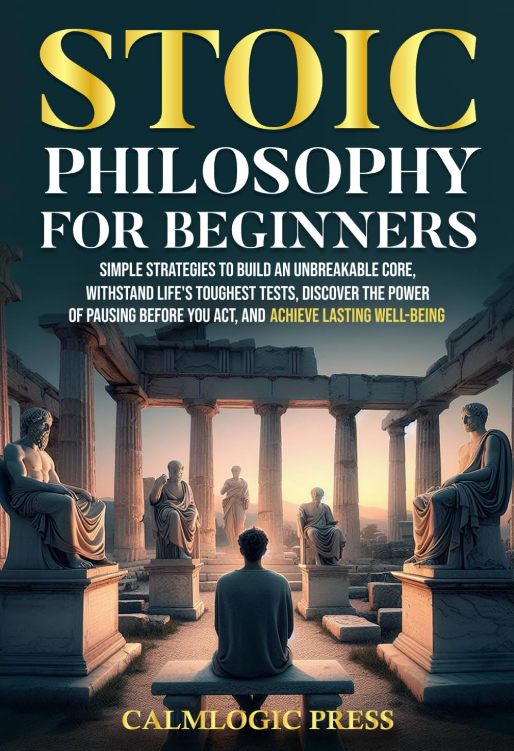 STOIC
PHILOSOPHY
FOR BEGINNERS
SIMPLE STRATEGIES TO BUILD AN UNBREAKABLE CORE,
WITHSTAND LIFE'S TOUGHEST TESTS, DISCOVER THE POWER
OF PAUSING BEFORE YOU ACT, AND ACHIEVE LASTING WELL-BEING
CALMLOGIC PRESS